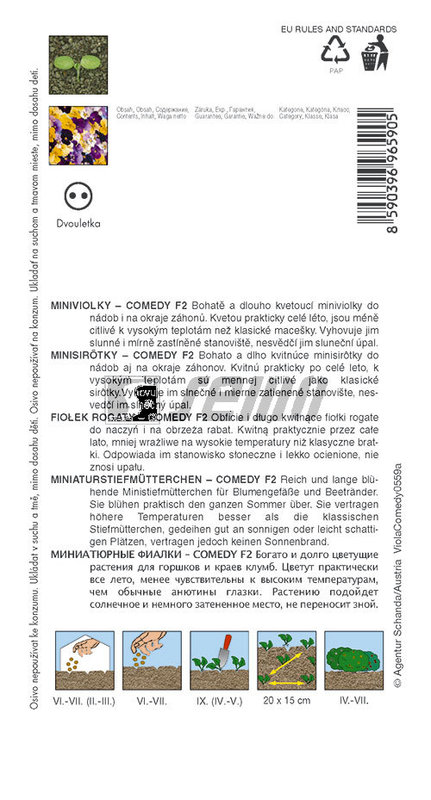 EU RULES AND STANDARDS
PAP
Obsah, Obsah, Содержание,
Contents, Inhalt, Waga netto
Záruka, Exp., Гарантия,
Guarantee, Garantie, Ważne do
Kategorie, Kategória, Класс,
Category, Klasse, Klasa
8 590396 965905
Dvouletka
Osivo nepoužívat ke konzumu. Ukládat v suchu a tmě, mimo dosahu dětí. Osivo nepoužívať na konzum. Ukladať na suchom a tmavom mieste, mimo dosahu detí.
MINIVIOLKY – COMEDY F2 Bohatě a dlouho kvetoucí miniviolky do
nádob i na okraje záhonů. Kvetou prakticky celé léto, jsou méně
citlivé k vysokým teplotám než klasické macešky. Vyhovuje jim
slunné i mírně zastíněné stanoviště, nesvědčí jim sluneční úpal.
MINISIRÔTKY – COMEDY F2 Bohato a dlho kvitnúce minisirôtky do
nádob aj na okraje záhonov. Kvitnú prakticky po celé leto, k
vysokým teplotám sú menej citlivé jako klasické
sirôtky. Vyhovuje im slnečné i mierne zatienené stanovište, nes-
vedčí im slnečný úpal.
FIOŁEK ROGATY – COMEDY F2 Obficie i długo kwitnące fiołki rogate
do naczyń i na obrzeża rabat. Kwitną praktycznie przez całe
lato, mniej wrażliwe na wysokie temperatury niż klasyczne brat-
ki. Odpowiada im stanowisko słoneczne i lekko ocienione, nie
znosi upału.
MINIATURSTIEFMÜTTERCHEN – COMEDY F2 Reich und lange blü-
hende Ministiefmütterchen für Blumengefäße und Beetränder.
Sie blühen praktisch den ganzen Sommer über. Sie vertragen
höhere Temperaturen besser als die klassischen
Stiefmütterchen, gedeihen gut an sonnigen oder leicht schatti-
gen Plätzen, vertragen jedoch keinen Sonnenbrand.
МИНИАТЮРНЫЕ ФИАЛКИ – COMEDY F2 Богато и долго цветущие
растения для горшков и краев клумб. Цветут практически
все лето, менее чувствительны к высоким температурам,
чем обычные анютины глазки. Растению подойдет
солнечное и немного затененное место, не переносит зной.
© Agentur Schanda/Austria ViolaComedy0559a
VI.-VII. (II.-III.)
VI.-VII.
IX. (IV.-V.)
20 x 15 cm
IV.-VII.